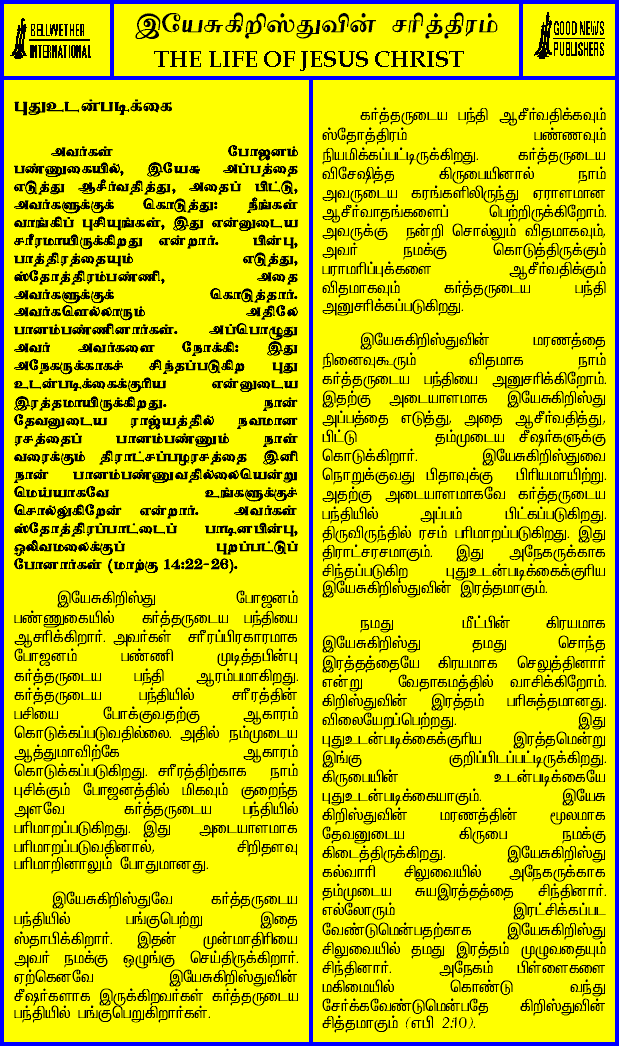 BELLWETHER
INTERNATIONAL
இயேசுகிறிஸ்துவின் சரித்திரம்
THE LIFE OF JESUS CHRIST
GOOD NEWS
PUBLISHERS
புதுஉடன்படிக்கை
அவர்கள் போஜனம்
பண்ணுகையில், இயேசு அப்பத்தை
எடுத்து ஆசீர்வதித்து, அதைப் பிட்டு,
அவர்களுக்குக் கொடுத்து: நீங்கள்
வாங்கிப் புசியுங்கள், இது என்னுடைய
சரீரமாயிருக்கிறது என்றார். பின்பு,
பாத்திரத்தையும் எடுத்து,
ஸ்தோத்திரம்பண்ணி, அதை
அவர்களுக்குக் கொடுத்தார்.
அவர்களெல்லாரும் அதிலே
பானம்பண்ணினார்கள். அப்பொழுது
அவர் அவர்களை நோக்கி: இது
அநேகருக்காகச் சிந்தப்படுகிற புது
உடன்படிக்கைக்குரிய என்னுடைய
இரத்தமாயிருக்கிறது. நான்
தேவனுடைய ராஜ்யத்தில் நவமான
ரசத்தைப் பானம்பண்ணும் நாள்
வரைக்கும் திராட்சப்பழரசத்தை இனி
நான் பானம்பண்ணுவதில்லையென்று
மெய்யாகவே உங்களுக்குச்
சொல்லுகிறேன் என்றார். அவர்கள்
ஸ்தோத்திரப்பாட்டைப் பாடினபின்பு,
ஒலிவமலைக்குப் புறப்பட்டுப்
போனார்கள் (மாற்கு 14:22-26).
இயேசுகிறிஸ்து போஜனம்
பண்ணுகையில் கர்த்தருடைய பந்தியை
ஆசரிக்கிறார். அவர்கள் சரீரப்பிரகாரமாக
போஜனம் பண்ணி முடித்தபின்பு
கர்த்தருடைய பந்தி ஆரம்பமாகிறது.
கர்த்தருடைய பந்தியில் சரீரத்தின்
பசியை போக்குவதற்கு ஆகாரம்
கொடுக்கப்படுவதில்லை. அதில் நம்முடைய
ஆத்துமாவிற்கே ஆகாரம்
கொடுக்கப்படுகிறது. சரீரத்திற்காக நாம்
புசிக்கும் போஜனத்தில் மிகவும் குறைந்த
அளவே கர்த்தருடைய பந்தியில்
பரிமாறப்படுகிறது. இது அடையாளமாக
பரிமாறப்படுவதினால், சிறிதளவு
பரிமாறினாலும் போதுமானது.
இயேசுகிறிஸ்துவே கர்த்தருடைய
பந்தியில் பங்குபெற்று இதை
ஸ்தாபிக்கிறார். இதன் முன்மாதிரியை
அவர் நமக்கு ஒழுங்கு செய்திருக்கிறார்.
ஏற்கெனவே இயேசுகிறிஸ்துவின்
சீஷர்களாக இருக்கிறவர்கள் கர்த்தருடைய
பந்தியில் பங்குபெறுகிறார்கள்.
கர்த்தருடைய பந்தி ஆசீர்வதிக்கவும்
ஸ்தோத்திரம் பண்ணவும்
நியமிக்கப்பட்டிருக்கிறது. கர்த்தருடைய
விசேஷித்த கிருபையினால் நாம்
அவருடைய கரங்களிலிருந்து ஏராளமான
ஆசீர்வாதங்களைப் பெற்றிருக்கிறோம்.
அவருக்கு நன்றி சொல்லும் விதமாகவும்,
அவர் நமக்கு கொடுத்திருக்கும்
பராமரிப்புக்களை ஆசீர்வதிக்கும்
விதமாகவும் கர்த்தருடைய பந்தி
அனுசரிக்கப்படுகிறது.
இயேசுகிறிஸ்துவின் மரணத்தை
நினைவுகூரும் விதமாக நாம்
கர்த்தருடைய பந்தியை அனுசரிக்கிறோம்.
இதற்கு அடையாளமாக இயேசுகிறிஸ்து
அப்பத்தை எடுத்து, அதை ஆசீர்வதித்து,
பிட்டு தம்முடைய சீஷர்களுக்கு
கொடுக்கிறார். இயேசுகிறிஸ்துவை
நொறுக்குவது பிதாவுக்கு பிரியமாயிற்று.
அதற்கு அடையாளமாகவே கர்த்தருடைய
பந்தியில் அப்பம் பிட்கப்படுகிறது.
திருவிருந்தில் ரசம் பரிமாறப்படுகிறது. இது
திராட்சரசமாகும். இது அநேகருக்காக
சிந்தப்படுகிற புதுஉடன்படிக்கைக்குரிய
இயேசுகிறிஸ்துவின் இரத்தமாகும்.
நமது மீட்பின் கிரயமாக
இயேசுகிறிஸ்து தமது சொந்த
இரத்தத்தையே கிரயமாக செலுத்தினார்
என்று வேதாகமத்தில் வாசிக்கிறோம்.
கிறிஸ்துவின் இரத்தம் பரிசுத்தமானது.
விலையேறப்பெற்றது. இது
புதுஉடன்படிக்கைக்குரிய இரத்தமென்று
இங்கு குறிப்பிடப்பட்டிருக்கிறது.
கிருபையின் உடன்படிக்கையே
புதுஉடன்படிக்கையாகும். இயேசு
கிறிஸ்துவின் மரணத்தின் மூலமாக
தேவனுடைய கிருபை நமக்கு
கிடைத்திருக்கிறது. இயேசுகிறிஸ்து
கல்வாரி சிலுவையில் அநேகருக்காக
தம்முடைய சுயஇரத்தத்தை சிந்தினார்.
எல்லோரும் இரட்சிக்கப்பட
வேண்டுமென்பதற்காக இயேசுகிறிஸ்து
சிலுவையில் தமது இரத்தம் முழுவதையும்
சிந்தினார். அநேகம் பிள்ளைகளை
மகிமையில் கொண்டு வந்து
சேர்க்கவேண்டுமென்பதே கிறிஸ்துவின்
சித்தமாகும் (எபி 2:10).